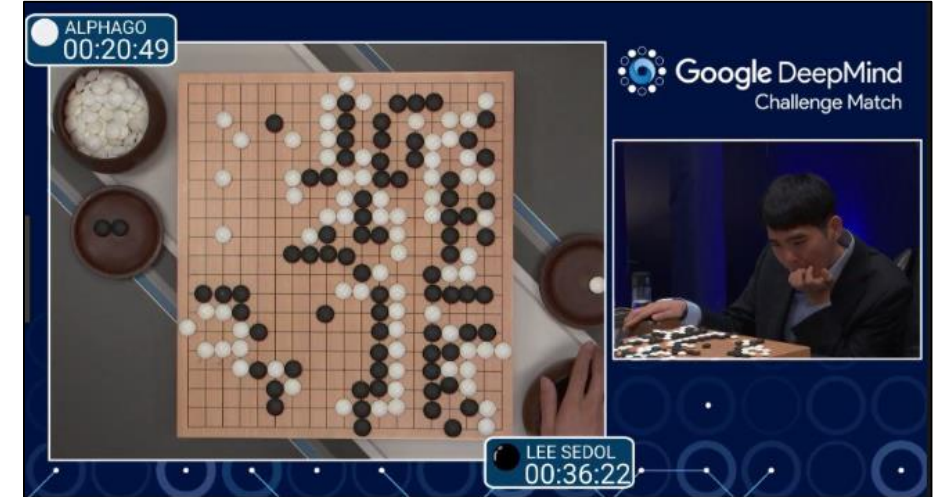 ALPHAGO
00:20:49
Google DeepMind
Challenge Match
LEE SEDOL
00:36:22